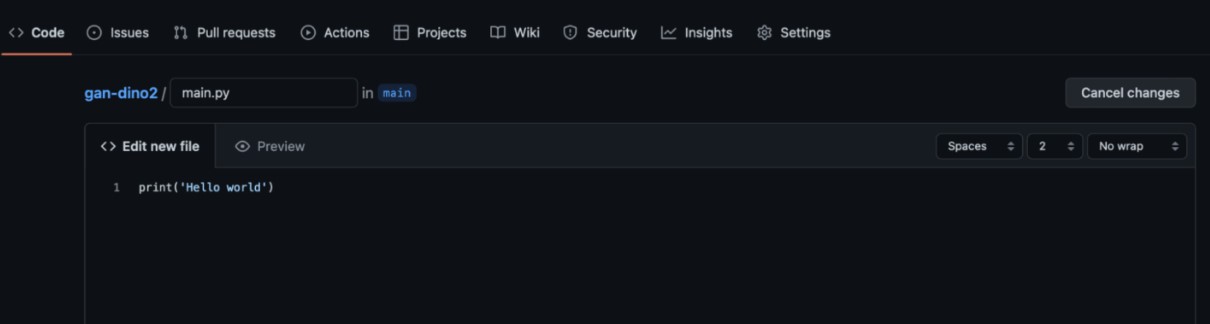 Code Issues Pull requests Actions Projects Wiki Security Insights Settings
gan-dino2 / main.py in main Cancel changes
<> Edit new file Preview Spaces 2 No wrap
1 print('Hello world')